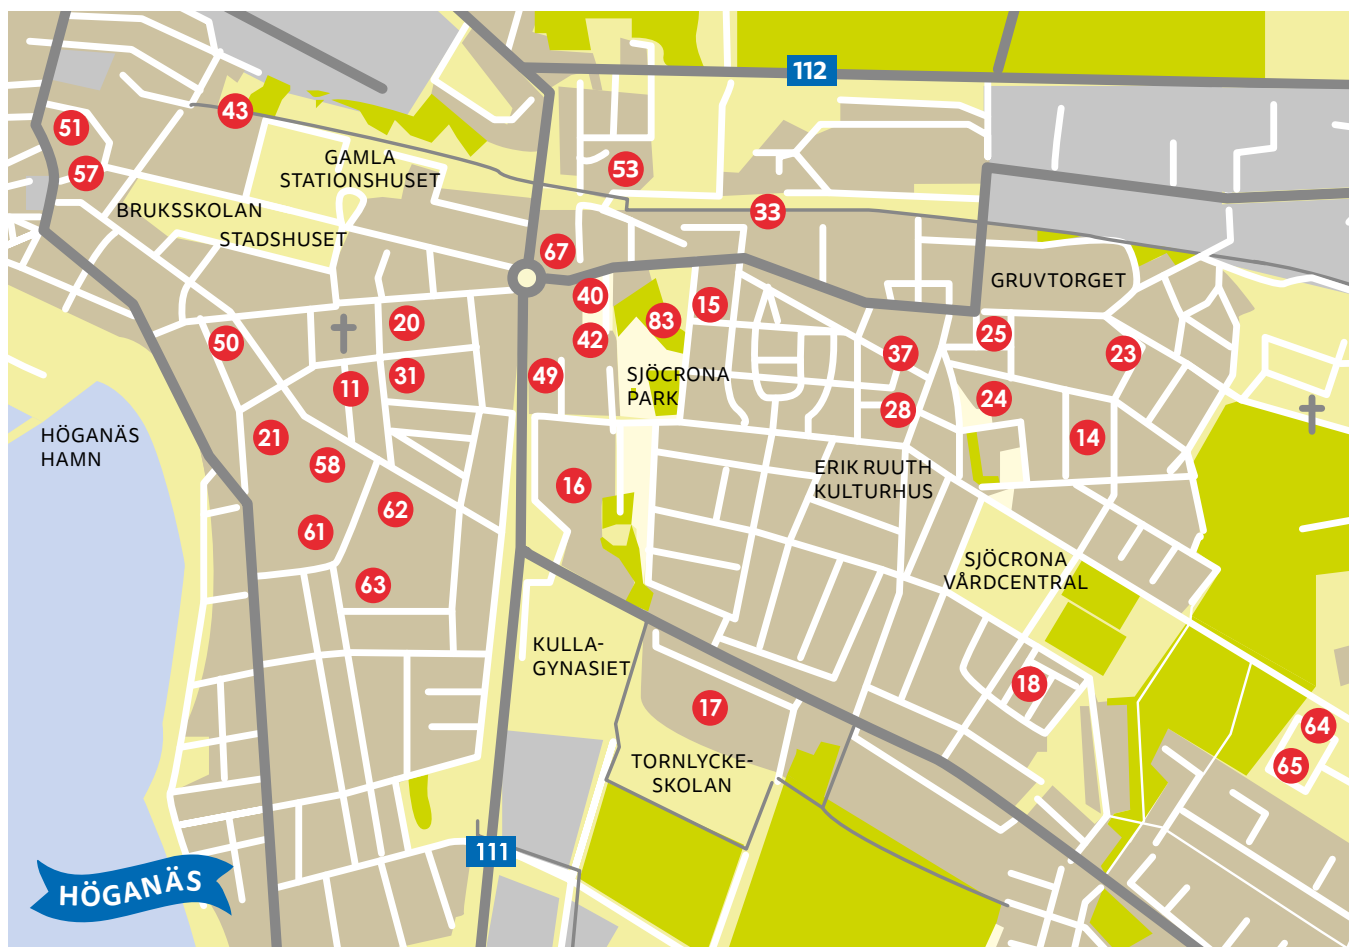 112
43
51
57
53
GAMLA
STATIONSHUSET
BRUKSSKOLAN
STADSHUSET
33
67
40
15
83
42
20
50
GRUVTORGET
25
23
37
49
31
11
SJÖCRONA
PARK
28
24
14
HÖGANÄS
HAMN
21
58
62
61
63
16
ERIK RUUTH
KULTURHUS
SJÖCRONA
VÅRDCENTRAL
KULLA-
GYNASIET
17
18
64
65
TORNLYCKE-
SKOLAN
111
HÖGANÄS